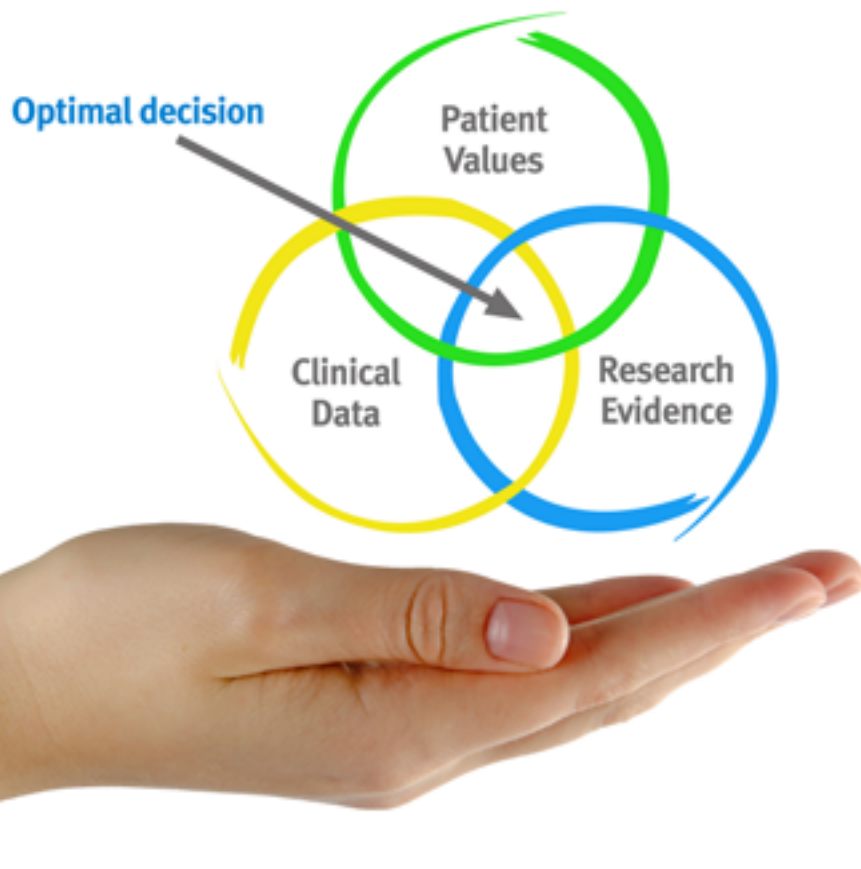 Optimal decision
Patient
Values
Clinical
Data
Research
Evidence